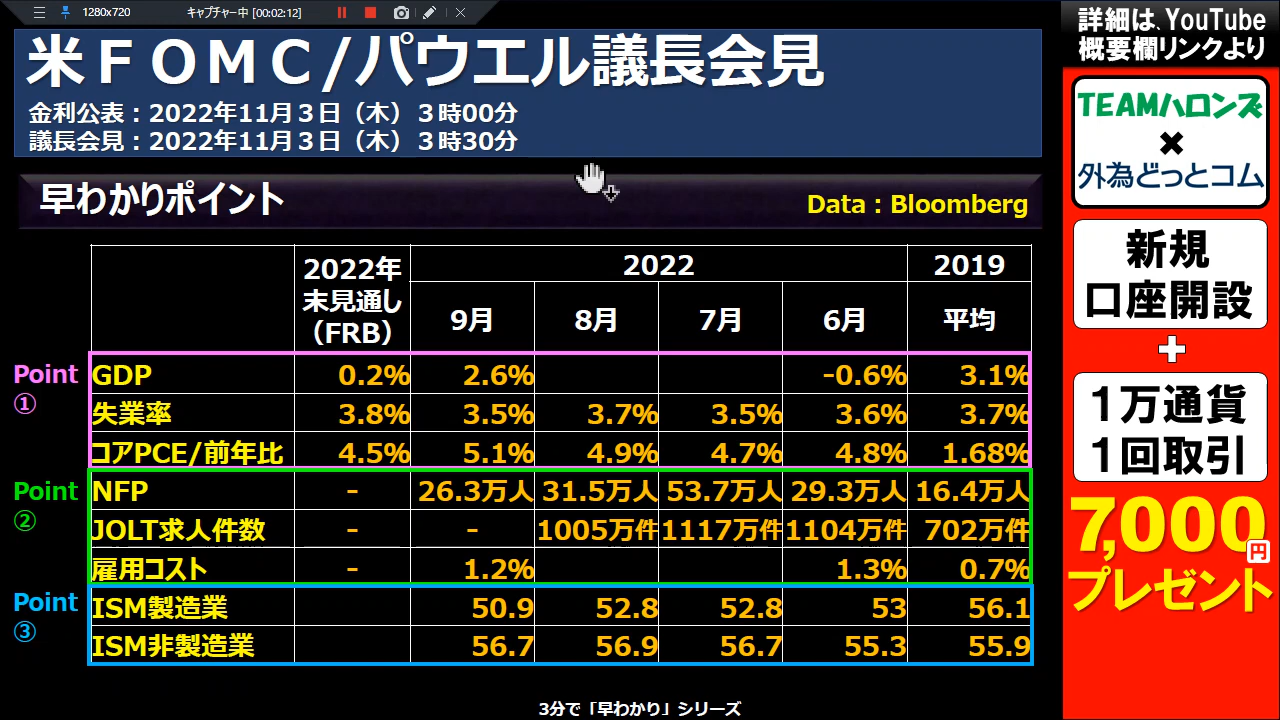 1280x720 キャプチャー中 [00:02:12]
米ＦＯＭＣ/パウエル議長会見
金利公表：2022年11月３日（木）３時00分
議長会見：2022年11月３日（木）３時30分
早わかりポイント
Data：Bloomberg
2022年末見通し（FRB） 2022 2019
9月 8月 7月 6月 平均
Point① GDP 0.2% 2.6% -0.6% 3.1%
失業率 3.8% 3.5% 3.7% 3.5% 3.6% 3.7%
コアPCE/前年比 4.5% 5.1% 4.9% 4.7% 4.8% 1.68%
Point② NFP - 26.3万人 31.5万人 53.7万人 29.3万人 16.4万人
JOLT求人件数 - - 1005万件 1117万件 1104万件 702万件
雇用コスト - 1.2% 1.3% 0.7%
Point③ ISM製造業 50.9 52.8 52.8 53 56.1
ISM非製造業 56.7 56.9 56.7 55.3 55.9
3分で「早わかり」シリーズ
詳細は、YouTube
概要欄リンクより
TEAMハロンズ
×
外為どっとコム
新規
口座開設
+
1万通貨
1回取引
7,000円
プレゼント